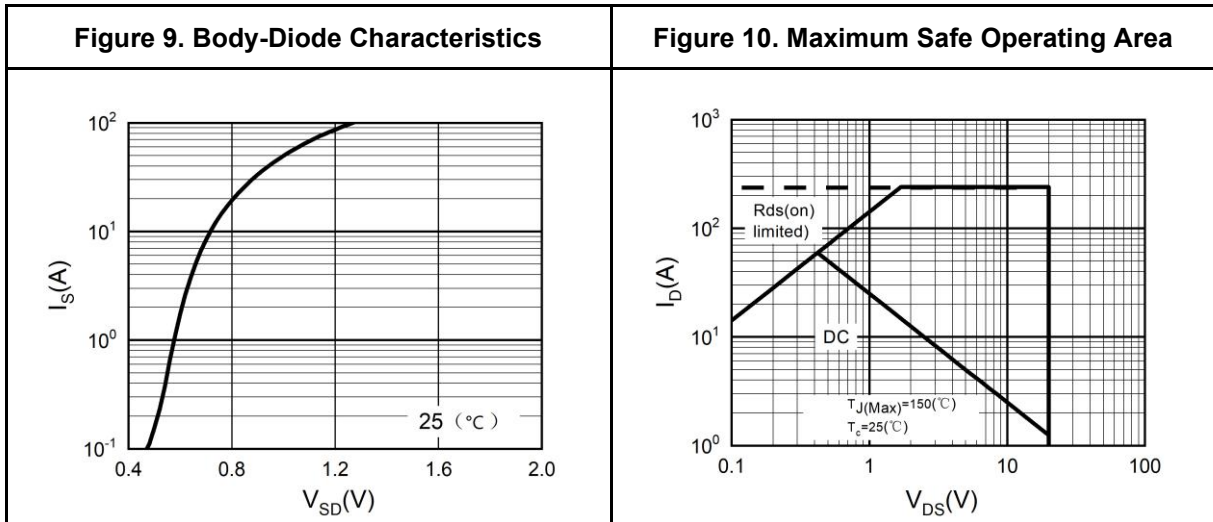 Figure 9. Body-Diode Characteristics
Figure 10. Maximum Safe Operating Area
10²
10¹
10⁰
10⁻¹
I_S(A)
25 (°C)
0.4 0.8 1.2 1.6 2.0
V_SD(V)
10³
10²
10¹
10⁰
I_D(A)
Rds(on)
limited)
DC
T_J(Max)=150(℃)
T_c=25(℃)
0.1 1 10 100
V_DS(V)